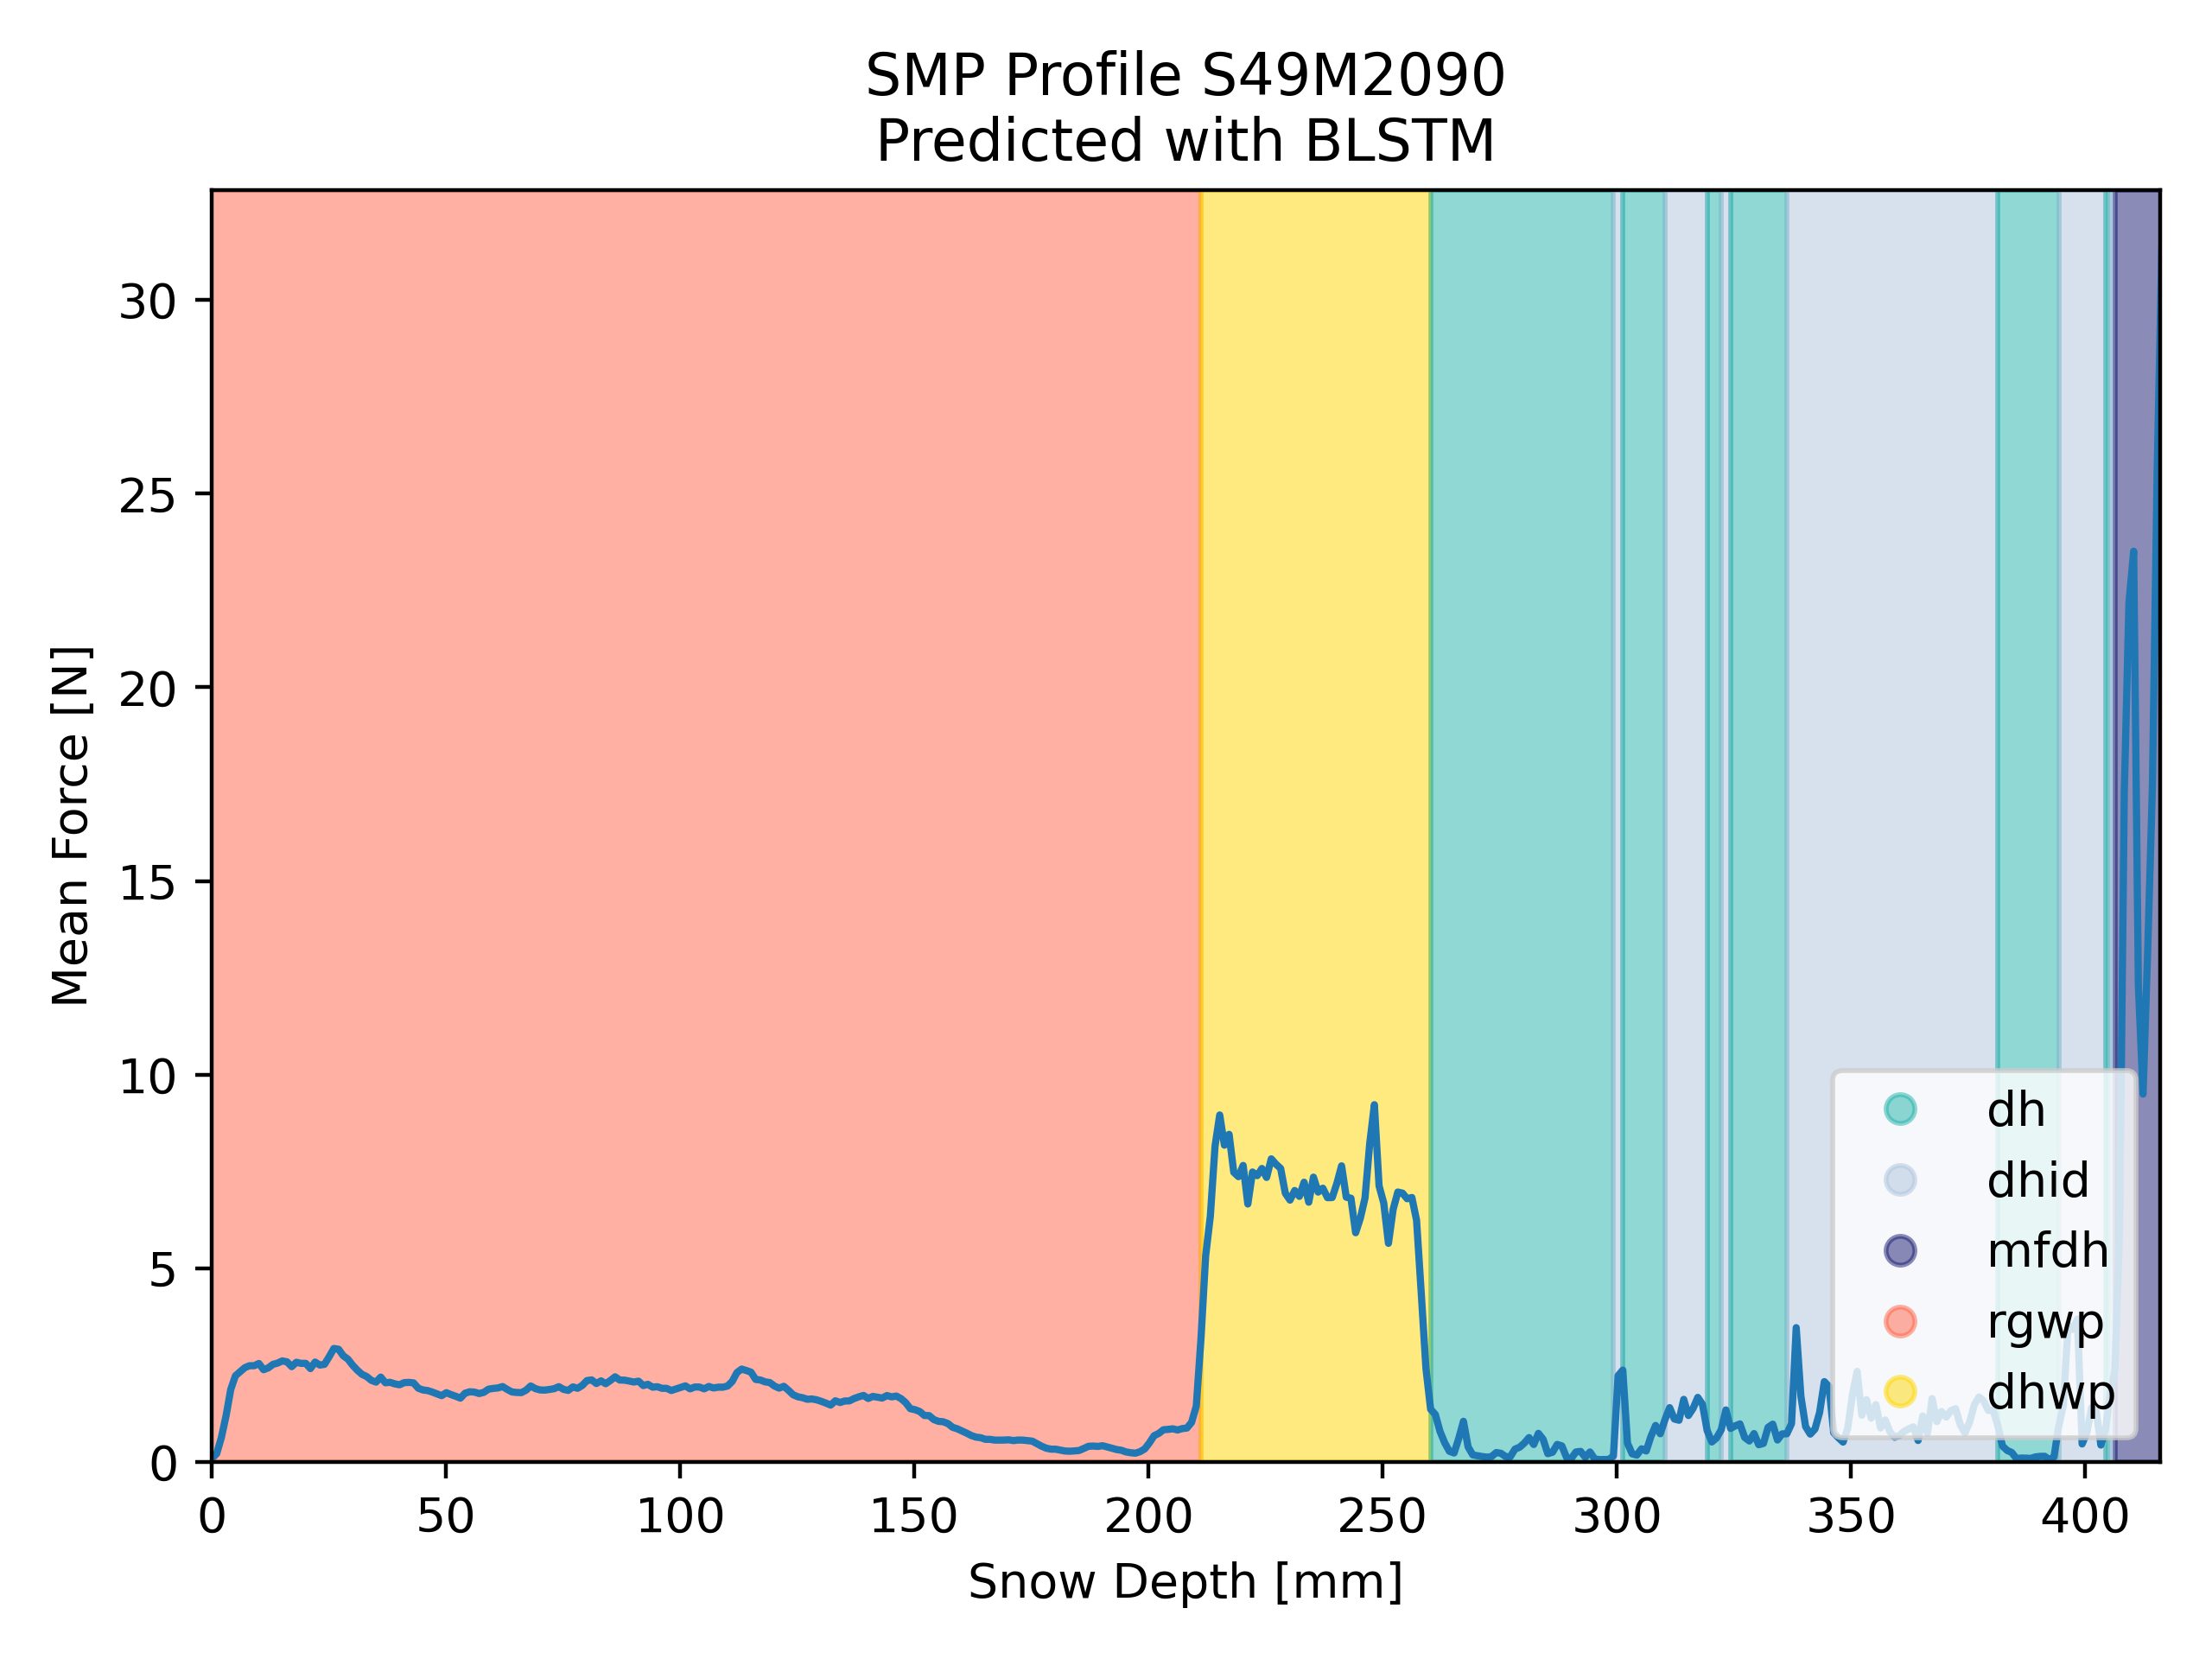 SMP Profile S49M2090
Predicted with BLSTM
Mean Force [N]
30
25
20
15
10
5
0
dh
dhid
mfdh
rgwp
dhwp
0 50 100 150 200 250 300 350 400
Snow Depth [mm]